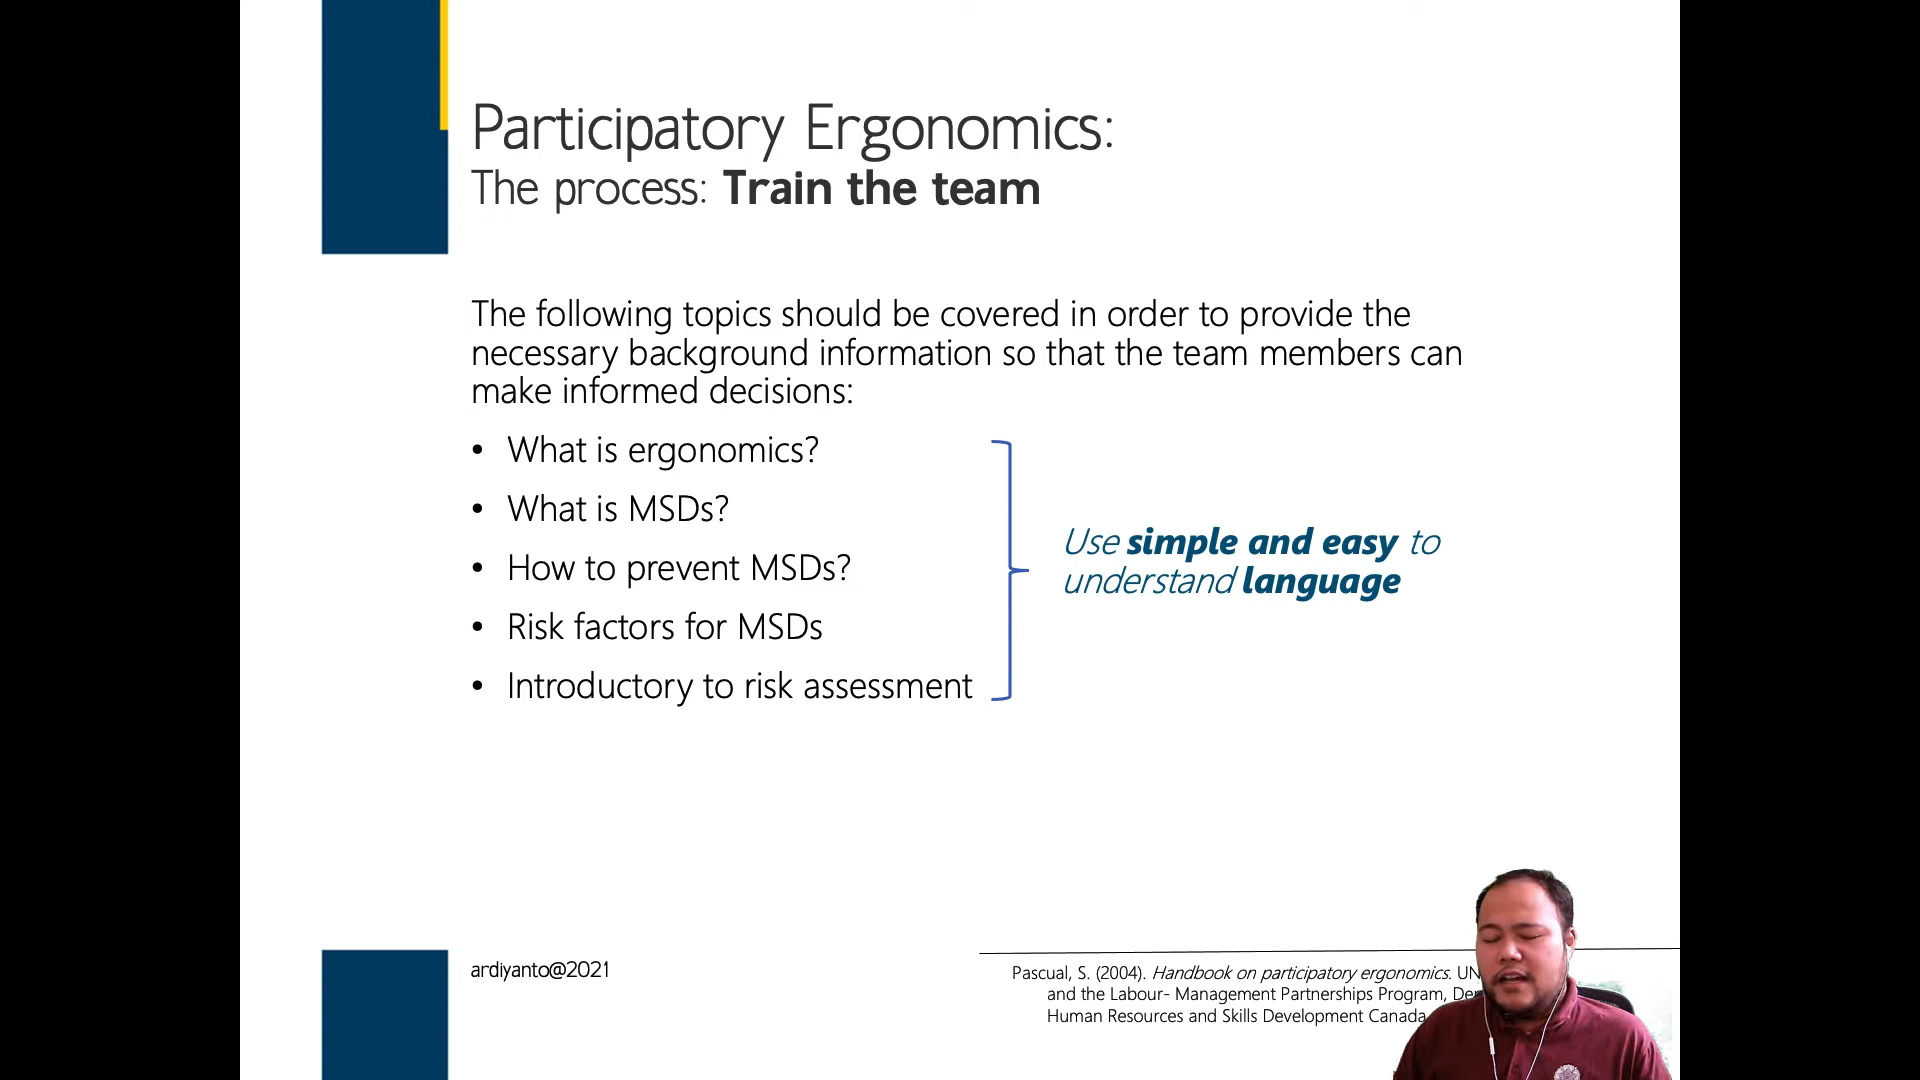 Participatory Ergonomics:
The process: Train the team
The following topics should be covered in order to provide the
necessary background information so that the team members can
make informed decisions:
• What is ergonomics?
• What is MSDs?
• How to prevent MSDs?
• Risk factors for MSDs
• Introductory to risk assessment
Use simple and easy to
understand language
ardiyanto@2021
Pascual, S. (2004). Handbook on participatory ergonomics.
and the Labour- Management Partnerships Program,
Human Resources and Skills Development Canada